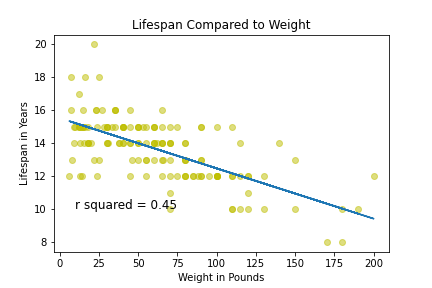 Lifespan Compared to Weight
Lifespan in Years
20
18
16
14
12
10
8
r squared = 0.45
0 25 50 75 100 125 150 175 200
Weight in Pounds